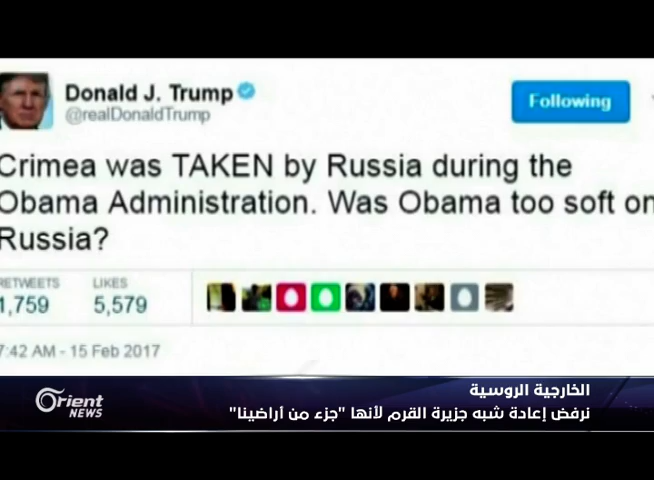 Donald J. Trump
@realDonaldTrump
Following
Crimea was TAKEN by Russia during the
Obama Administration. Was Obama too soft on
Russia?
RETWEETS LIKES
1,759 5,579
7:42 AM - 15 Feb 2017
الخارجية الروسية
نرفض إعادة شبه جزيرة القرم لأنها "جزء من أراضينا"
Orient
NEWS